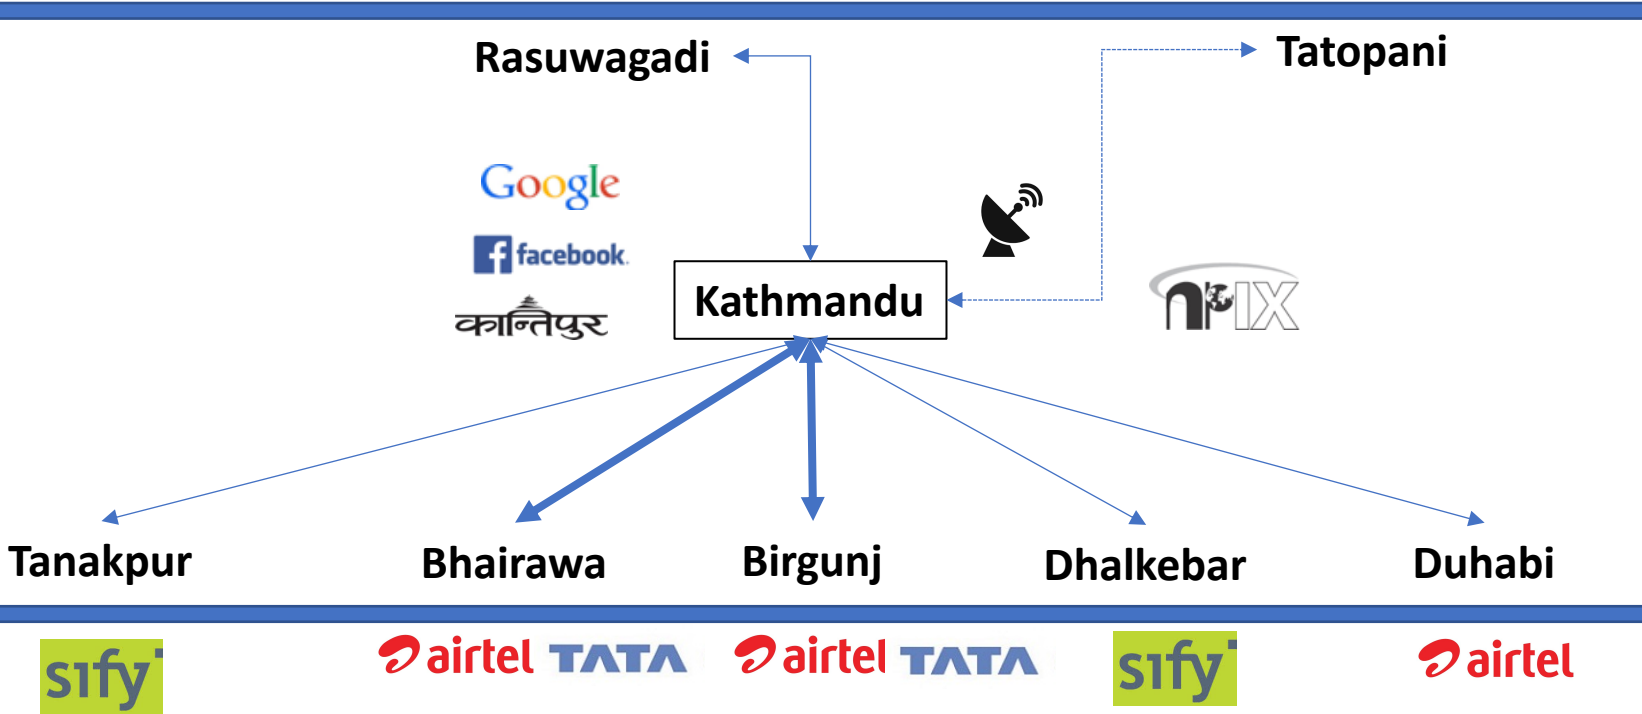 Rasuwagadi
Tatopani
Google
facebook.
कान्तिपुर
Kathmandu
npIX
Tanakpur
Bhairawa
Birgunj
Dhalkebar
Duhabi
sify
airtel TATA
airtel TATA
sify
airtel